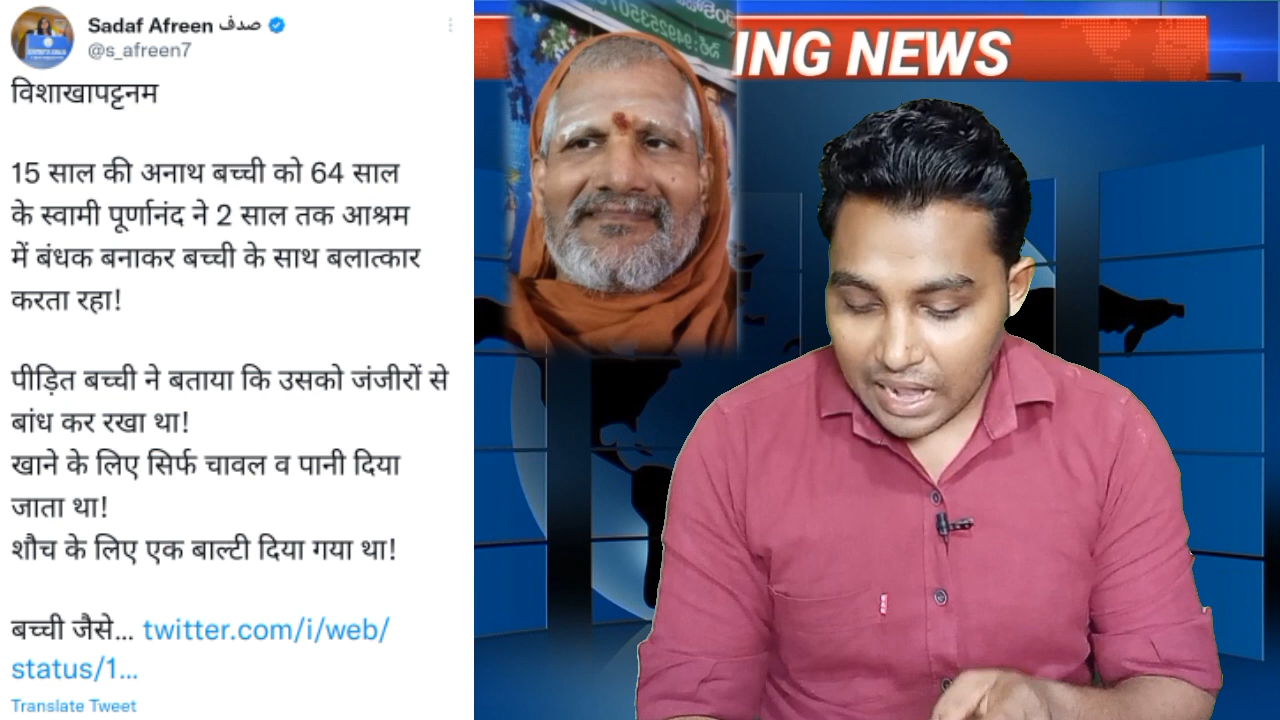 Sadaf Afreen صدف
@s_afreen7
विशाखापट्टनम
15 साल की अनाथ बच्ची को 64 साल
के स्वामी पूर्णानंद ने 2 साल तक आश्रम
में बंधक बनाकर बच्ची के साथ बलात्कार
करता रहा!
पीड़ित बच्ची ने बताया कि उसको जंजीरों से
बांध कर रखा था!
खाने के लिए सिर्फ चावल व पानी दिया
जाता था!
शौच के लिए एक बाल्टी दिया गया था!
बच्ची जैसे... twitter.com/i/web/
status/1...
Translate Tweet
ING NEWS